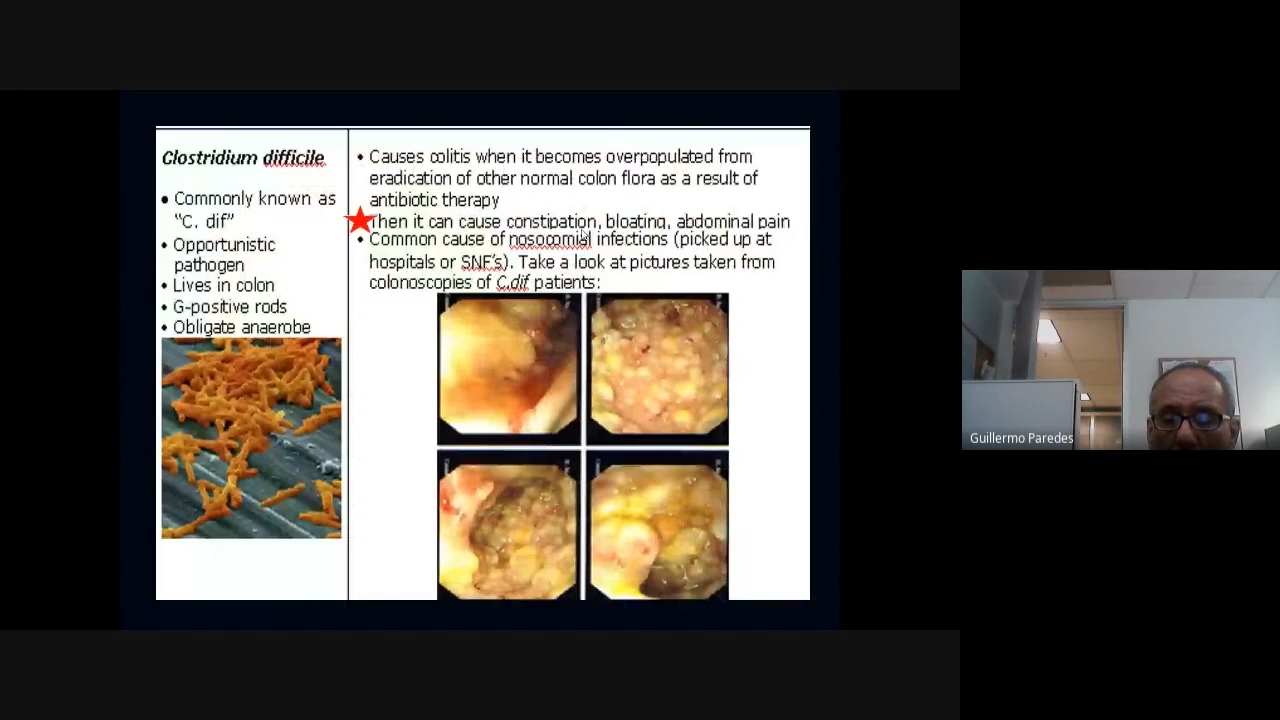 Clostridium difficile
• Commonly known as
"C. dif"
• Opportunistic
pathogen
• Lives in colon
• G-positive rods
• Obligate anaerobe
• Causes colitis when it becomes overpopulated from
eradication of other normal colon flora as a result of
antibiotic therapy
Then it can cause constipation, bloating, abdominal pain
• Common cause of nosocomial infections (picked up at
hospitals or SNF's). Take a look at pictures taken from
colonoscopies of C.dif patients:
Guillermo Paredes